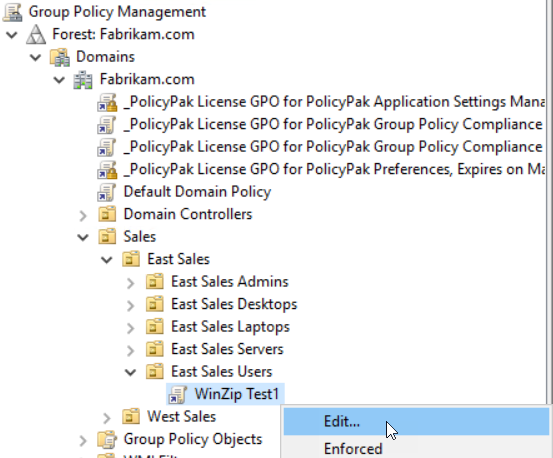 Group Policy Management
Forest: Fabrikam.com
Domains
Fabrikam.com
_PolicyPak License GPO for PolicyPak Application Settings Mana
_PolicyPak License GPO for PolicyPak Group Policy Compliance
_PolicyPak License GPO for PolicyPak Group Policy Compliance
_PolicyPak License GPO for PolicyPak Preferences, Expires on Ma
Default Domain Policy
Domain Controllers
Sales
East Sales
East Sales Admins
East Sales Desktops
East Sales Laptops
East Sales Servers
East Sales Users
WinZip Test1
West Sales
Edit...
Group Policy Objects
Enforced